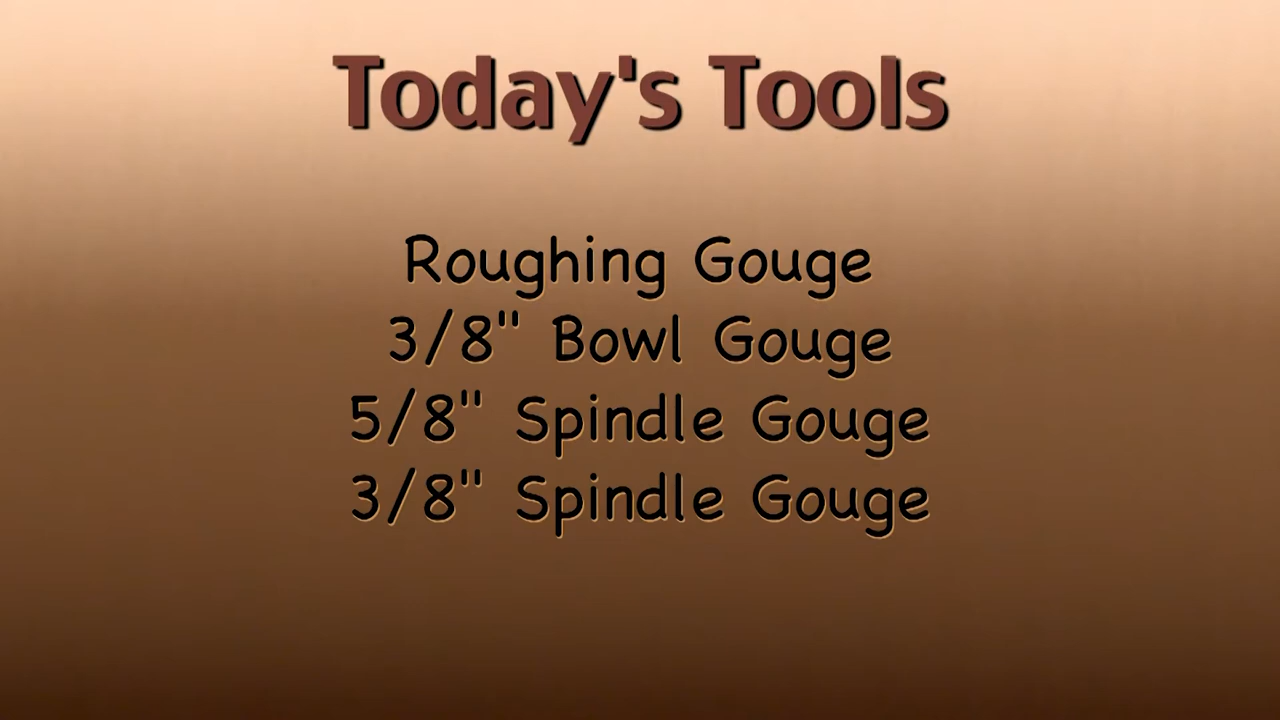 Today's Tools
Roughing Gouge
3/8" Bowl Gouge
5/8" Spindle Gouge
3/8" Spindle Gouge